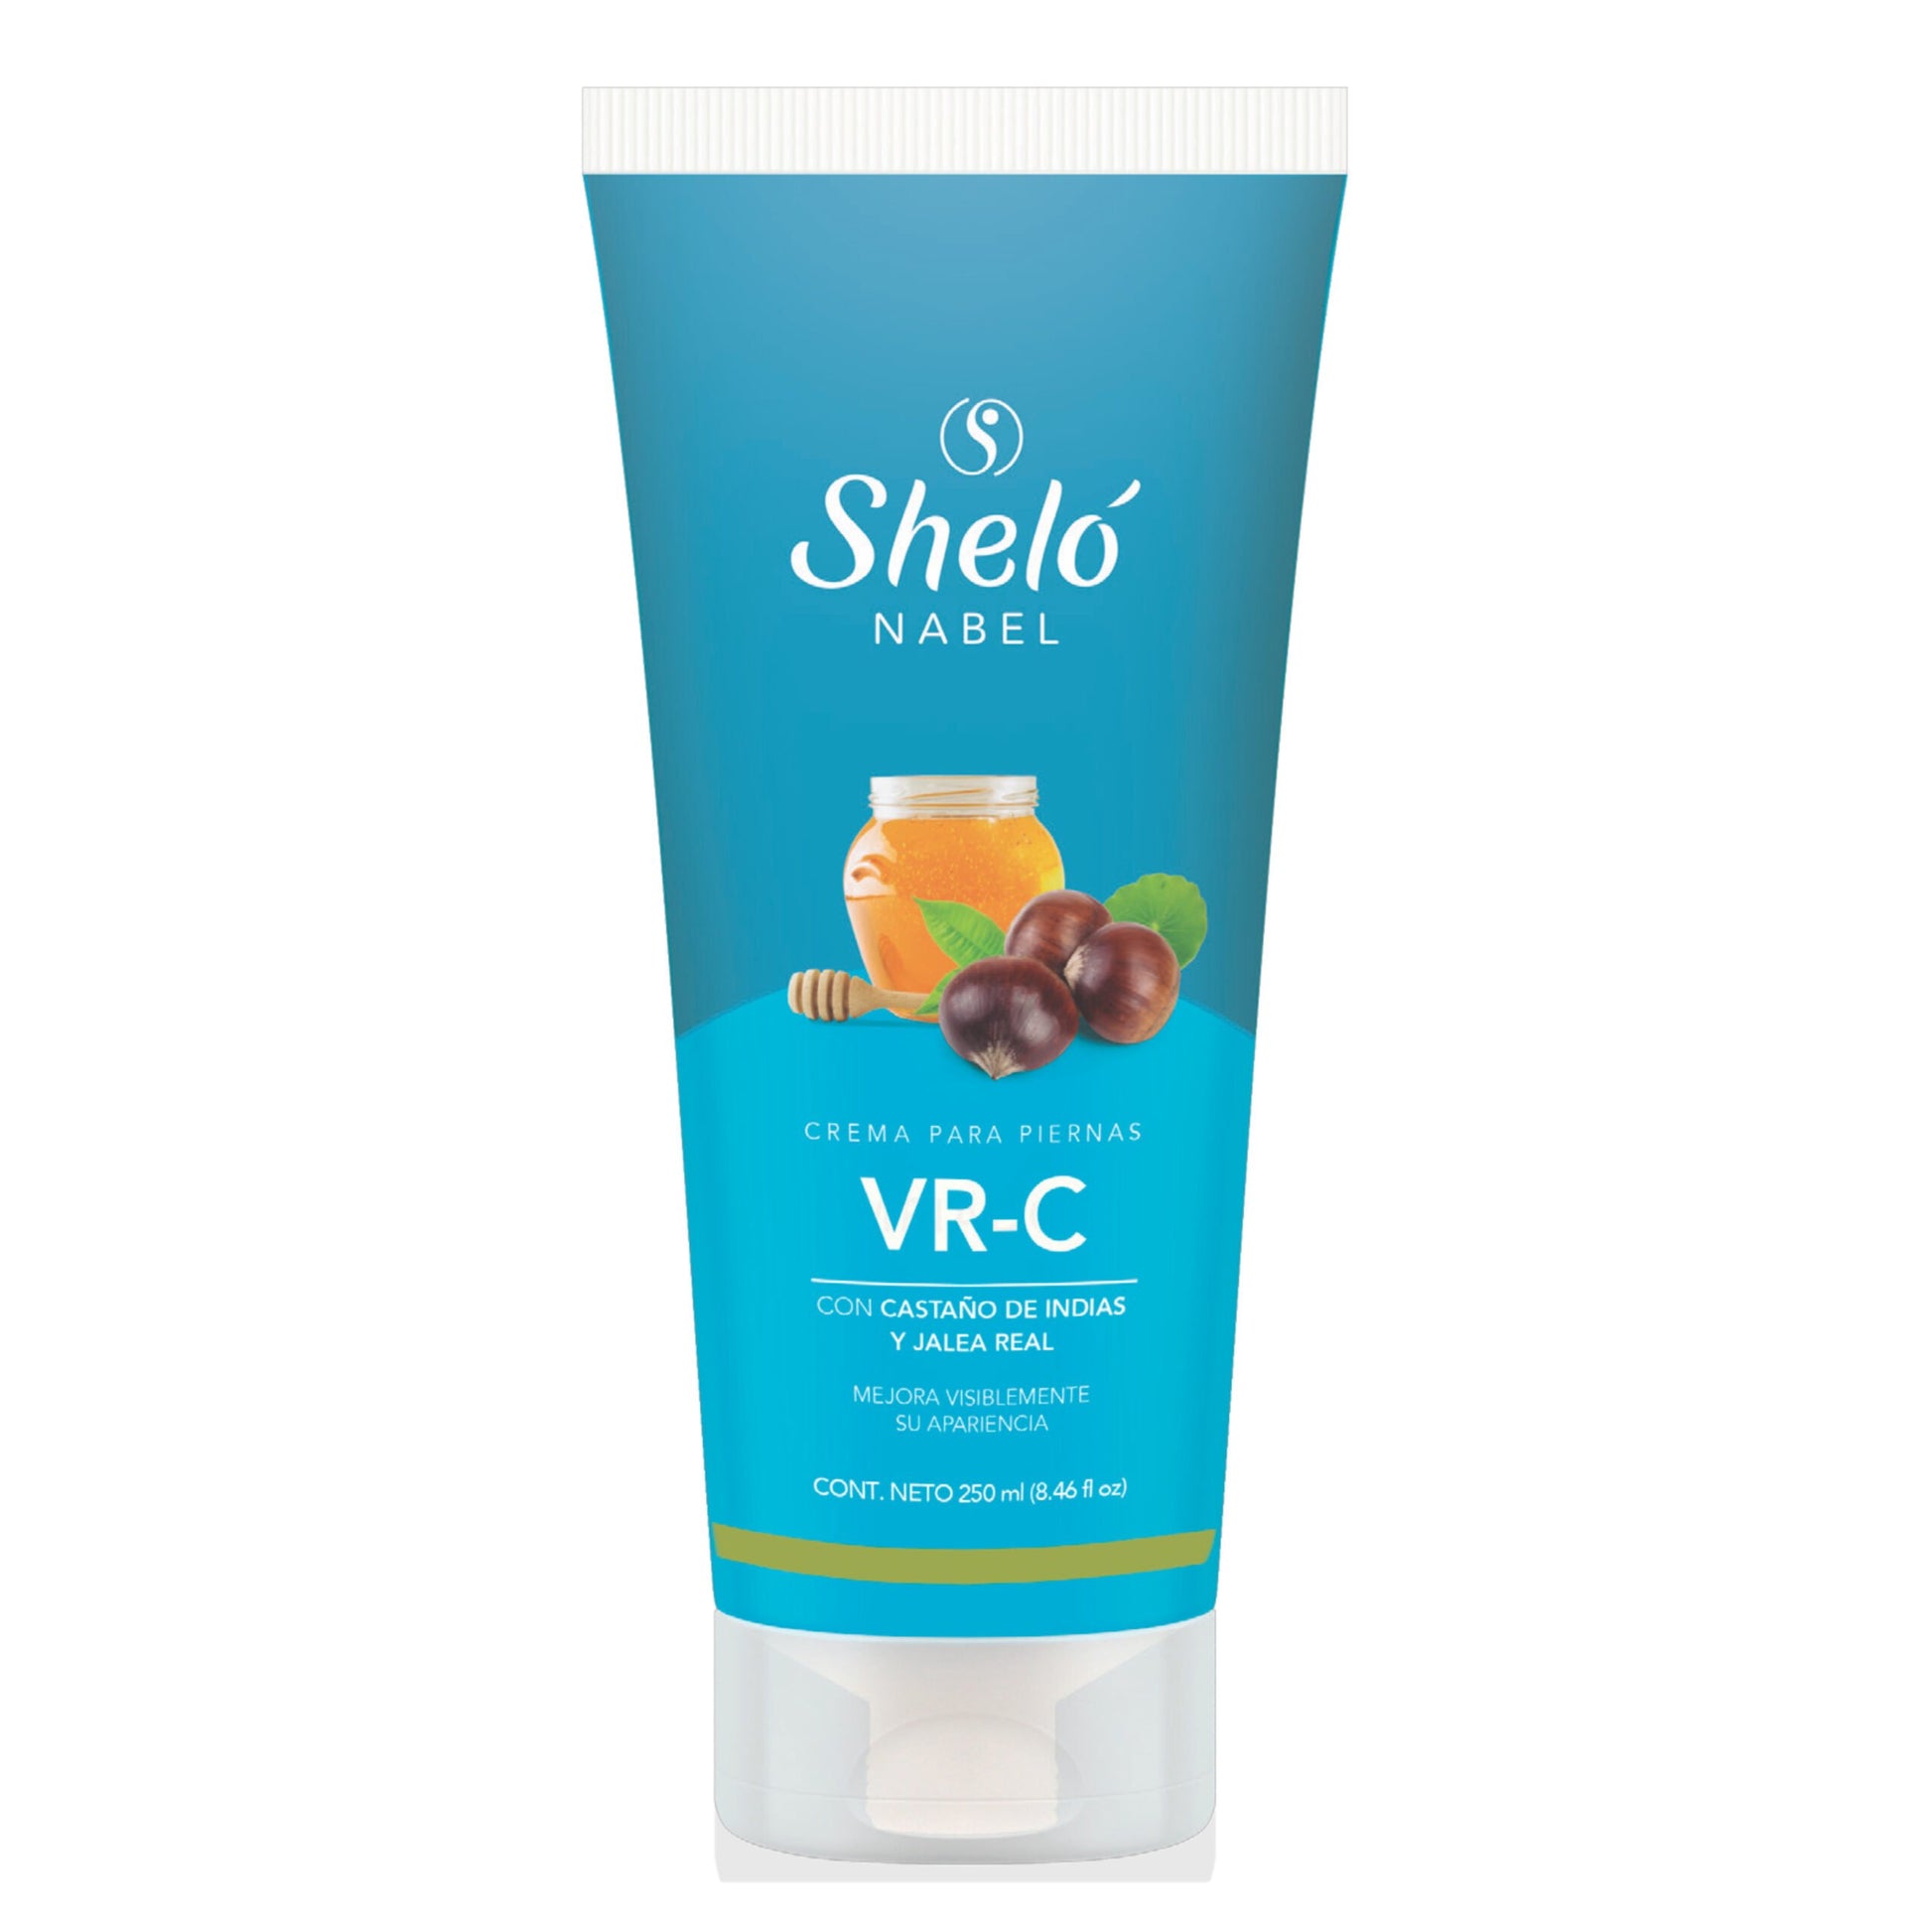 Sheló
NABEL
CREMA PARA PIERNAS
VR-C
CON CASTAÑO DE INDIAS
Y JALEA REAL
MEJORA VISIBLEMENTE
SU APARIENCIA
CONT. NETO 250 ml (8.46 fl oz)